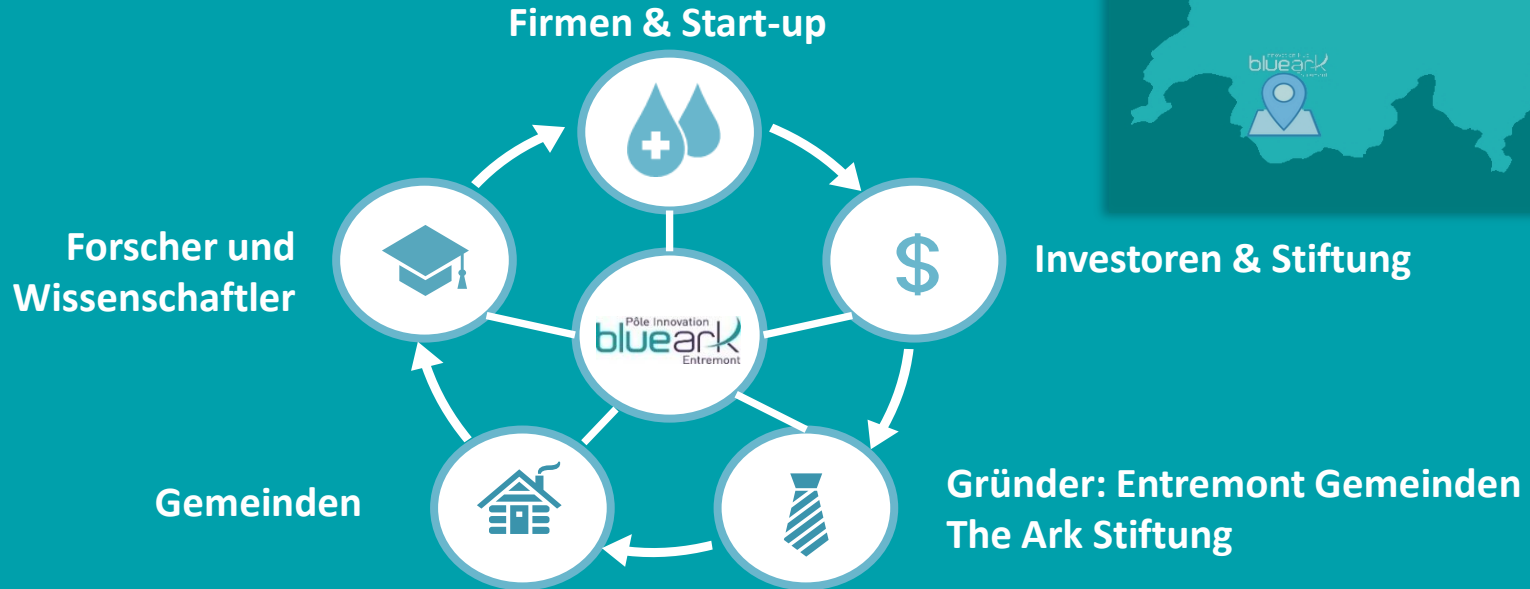 Firmen & Start-up
blueark
Forscher und
Wissenschaftler
$
Investoren & Stiftung
Pôle Innovation
blueark
Entremont
Gemeinden
Gründer: Entremont Gemeinden
The Ark Stiftung